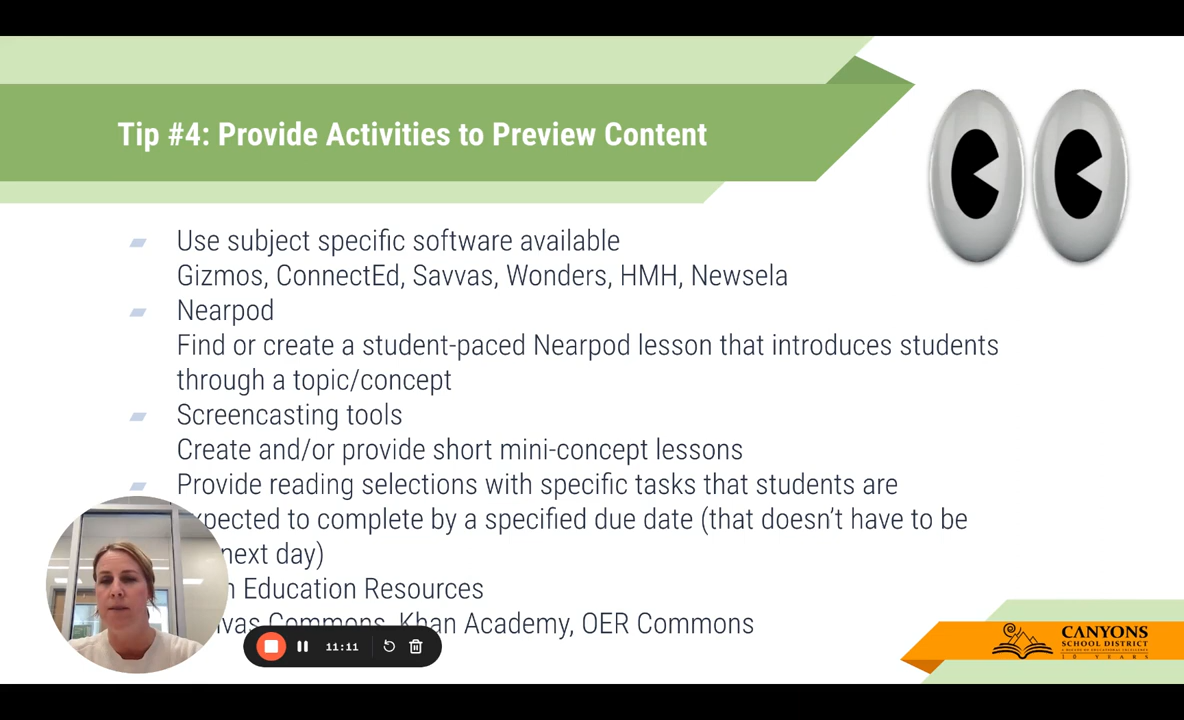 Tip #4: Provide Activities to Preview Content
Use subject specific software available
Gizmos, ConnectEd, Savvas, Wonders, HMH, Newsela
Nearpod
Find or create a student-paced Nearpod lesson that introduces students
through a topic/concept
Screencasting tools
Create and/or provide short mini-concept lessons
Provide reading selections with specific tasks that students are
expected to complete by a specified due date (that doesn't have to be
next day)
Education Resources
Commons, Khan Academy, OER Commons
11:11
CANYONS
SCHOOL DISTRICT
10 YEARS